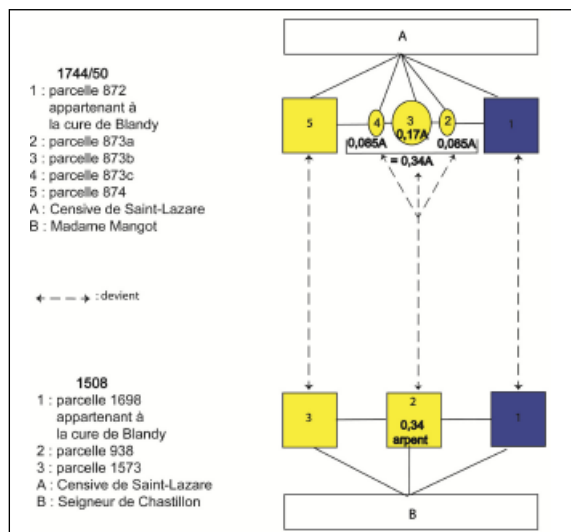 A
1744/50
1 : parcelle 872
appartenant à
la cure de Blandy
2 : parcelle 873a
3 : parcelle 873b
4 : parcelle 873c
5 : parcelle 874
A : Censive de Saint-Lazare
B : Madame Mangot
5
4
3
0,17A
2
1
0,085A
0,085A
= 0,34A
: devient
1508
1 : parcelle 1698
appartenant à
la cure de Blandy
2 : parcelle 938
3 : parcelle 1573
A : Censive de Saint-Lazare
B : Seigneur de Chastillon
3
2
0,34
arpent
1
B